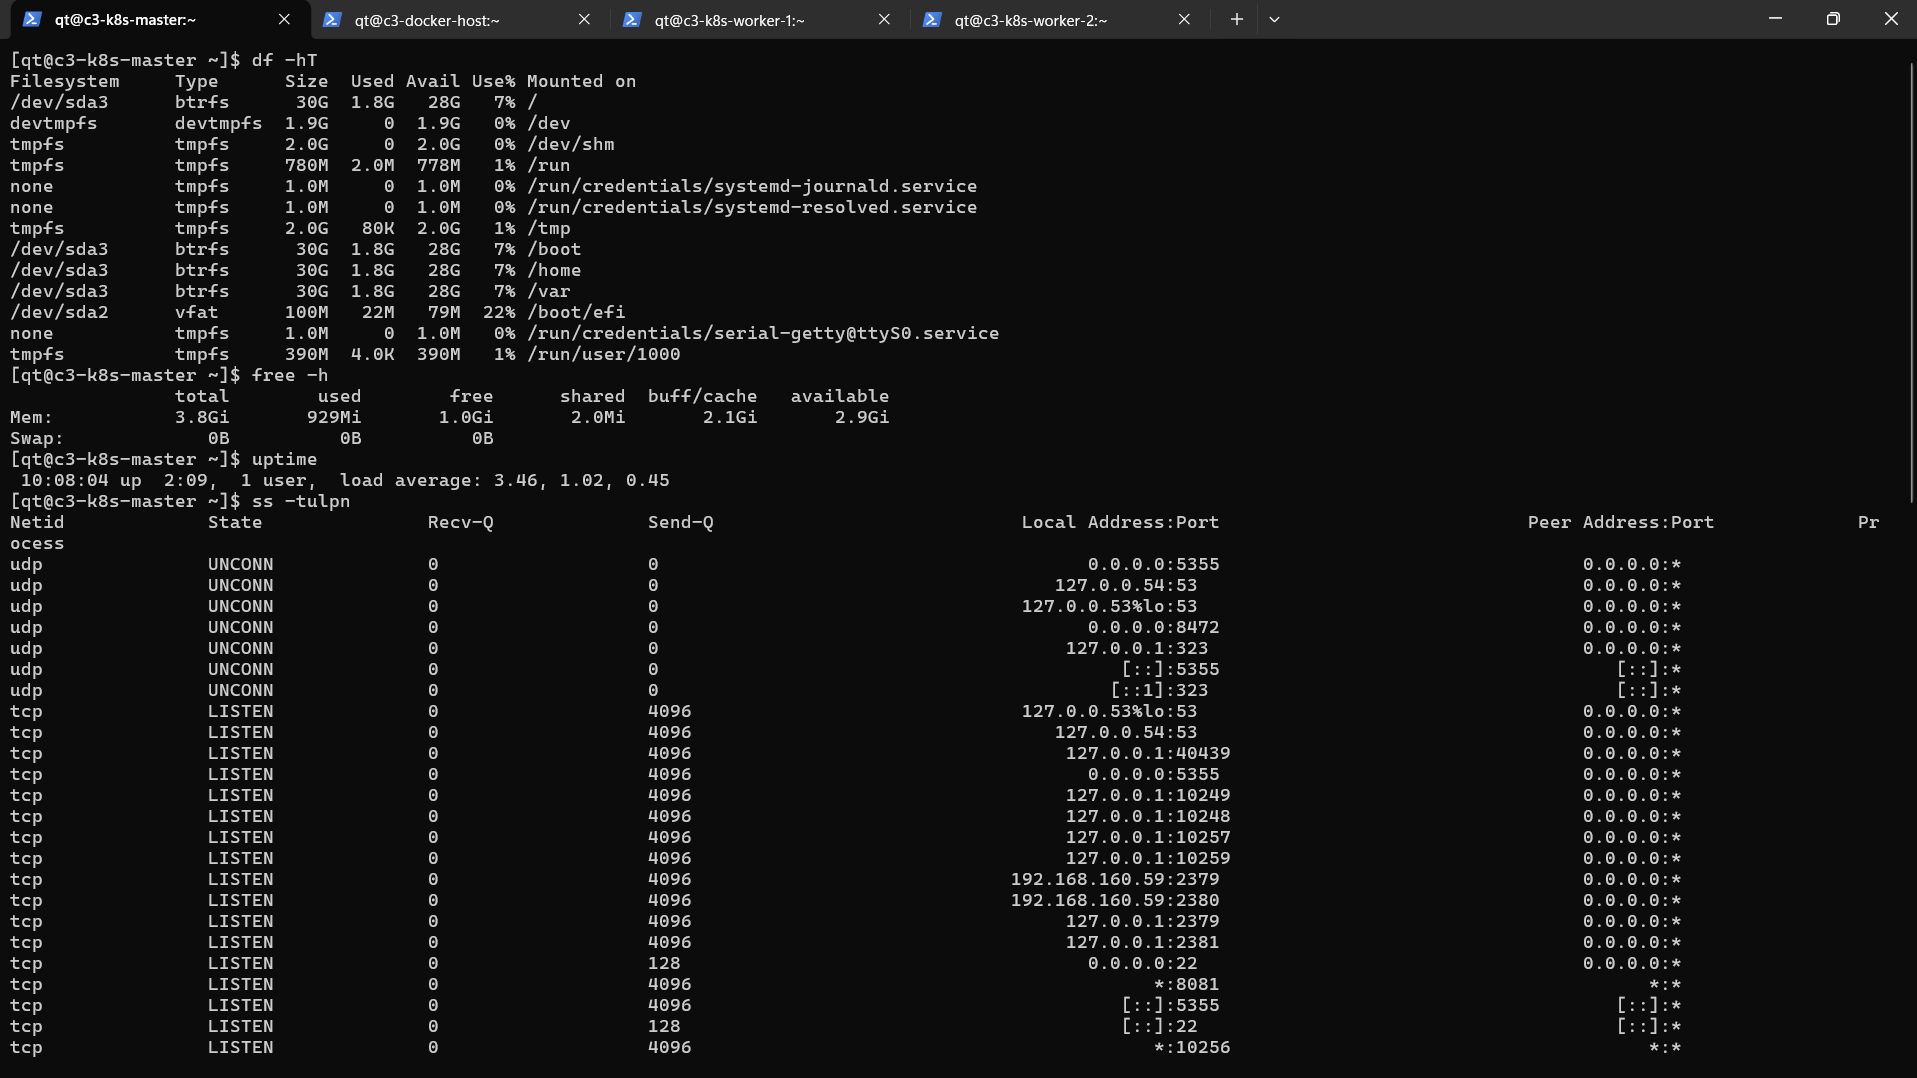 qt@c3-k8s-master:~ qt@c3-docker-host:~ qt@c3-k8s-worker-1:~ qt@c3-k8s-worker-2:~
[qt@c3-k8s-master ~]$ df -hT
Filesystem     Type      Size  Used Avail Use% Mounted on
/dev/sda3      btrfs      30G  1.8G   28G   7% /
devtmpfs       devtmpfs  1.9G     0  1.9G   0% /dev
tmpfs          tmpfs     2.0G     0  2.0G   0% /dev/shm
tmpfs          tmpfs     780M  2.0M  778M   1% /run
none           tmpfs     1.0M     0  1.0M   0% /run/credentials/systemd-journald.service
none           tmpfs     1.0M     0  1.0M   0% /run/credentials/systemd-resolved.service
tmpfs          tmpfs     2.0G   80K  2.0G   1% /tmp
/dev/sda3      btrfs      30G  1.8G   28G   7% /boot
/dev/sda3      btrfs      30G  1.8G   28G   7% /home
/dev/sda3      btrfs      30G  1.8G   28G   7% /var
/dev/sda2      vfat      100M   22M   79M  22% /boot/efi
none           tmpfs     1.0M     0  1.0M   0% /run/credentials/serial-getty@ttyS0.service
tmpfs          tmpfs     390M  4.0K  390M   1% /run/user/1000
[qt@c3-k8s-master ~]$ free -h
               total        used        free      shared  buff/cache   available
Mem:           3.8Gi       929Mi       1.0Gi       2.0Mi       2.1Gi       2.9Gi
Swap:             0B          0B          0B
[qt@c3-k8s-master ~]$ uptime
 10:08:04 up  2:09,  1 user,  load average: 3.46, 1.02, 0.45
[qt@c3-k8s-master ~]$ ss -tulpn
Netid State Recv-Q Send-Q Local Address:Port Peer Address:Port Pr
ocess
udp UNCONN 0 0 0.0.0.0:5355 0.0.0.0:*
udp UNCONN 0 0 127.0.0.54:53 0.0.0.0:*
udp UNCONN 0 0 127.0.0.53%lo:53 0.0.0.0:*
udp UNCONN 0 0 0.0.0.0:8472 0.0.0.0:*
udp UNCONN 0 0 127.0.0.1:323 0.0.0.0:*
udp UNCONN 0 0 [::]:5355 [::]:*
udp UNCONN 0 0 [::1]:323 [::]:*
tcp LISTEN 0 4096 127.0.0.53%lo:53 0.0.0.0:*
tcp LISTEN 0 4096 127.0.0.54:53 0.0.0.0:*
tcp LISTEN 0 4096 127.0.0.1:40439 0.0.0.0:*
tcp LISTEN 0 4096 0.0.0.0:5355 0.0.0.0:*
tcp LISTEN 0 4096 127.0.0.1:10249 0.0.0.0:*
tcp LISTEN 0 4096 127.0.0.1:10248 0.0.0.0:*
tcp LISTEN 0 4096 127.0.0.1:10257 0.0.0.0:*
tcp LISTEN 0 4096 127.0.0.1:10259 0.0.0.0:*
tcp LISTEN 0 4096 192.168.160.59:2379 0.0.0.0:*
tcp LISTEN 0 4096 192.168.160.59:2380 0.0.0.0:*
tcp LISTEN 0 4096 127.0.0.1:2379 0.0.0.0:*
tcp LISTEN 0 4096 127.0.0.1:2381 0.0.0.0:*
tcp LISTEN 0 128 0.0.0.0:22 0.0.0.0:*
tcp LISTEN 0 4096 *:8081 *:*
tcp LISTEN 0 4096 [::]:5355 [::]:*
tcp LISTEN 0 128 [::]:22 [::]:*
tcp LISTEN 0 4096 *:10256 *:*